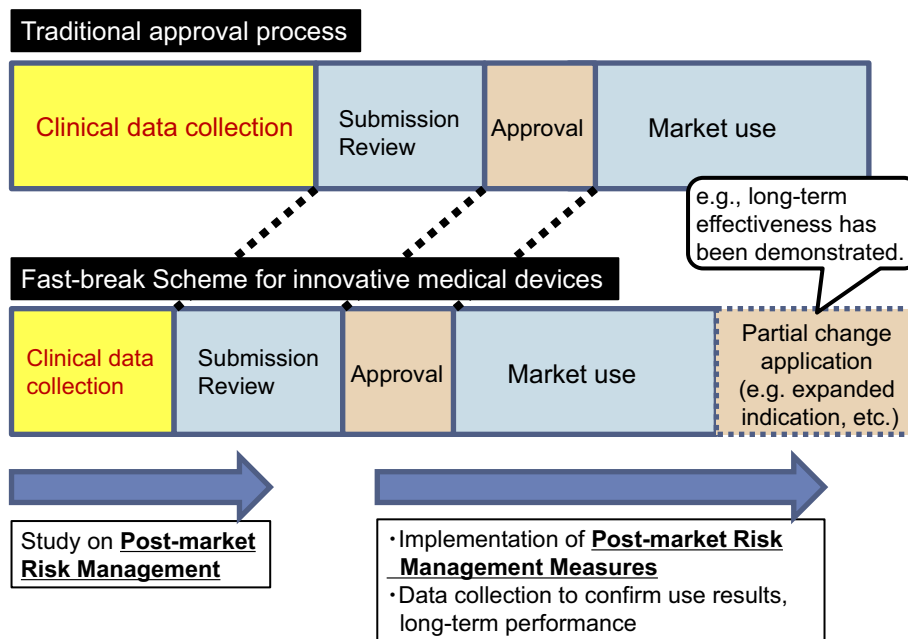 Traditional approval process
Clinical data collection
Submission
Review
Approval
Market use
e.g., long-term
effectiveness has
been demonstrated.
Fast-break Scheme for innovative medical devices
Clinical data
collection
Submission
Review
Approval
Market use
Partial change
application
(e.g. expanded
indication, etc.)
Study on Post-market
Risk Management
・Implementation of Post-market Risk
Management Measures
・Data collection to confirm use results,
long-term performance